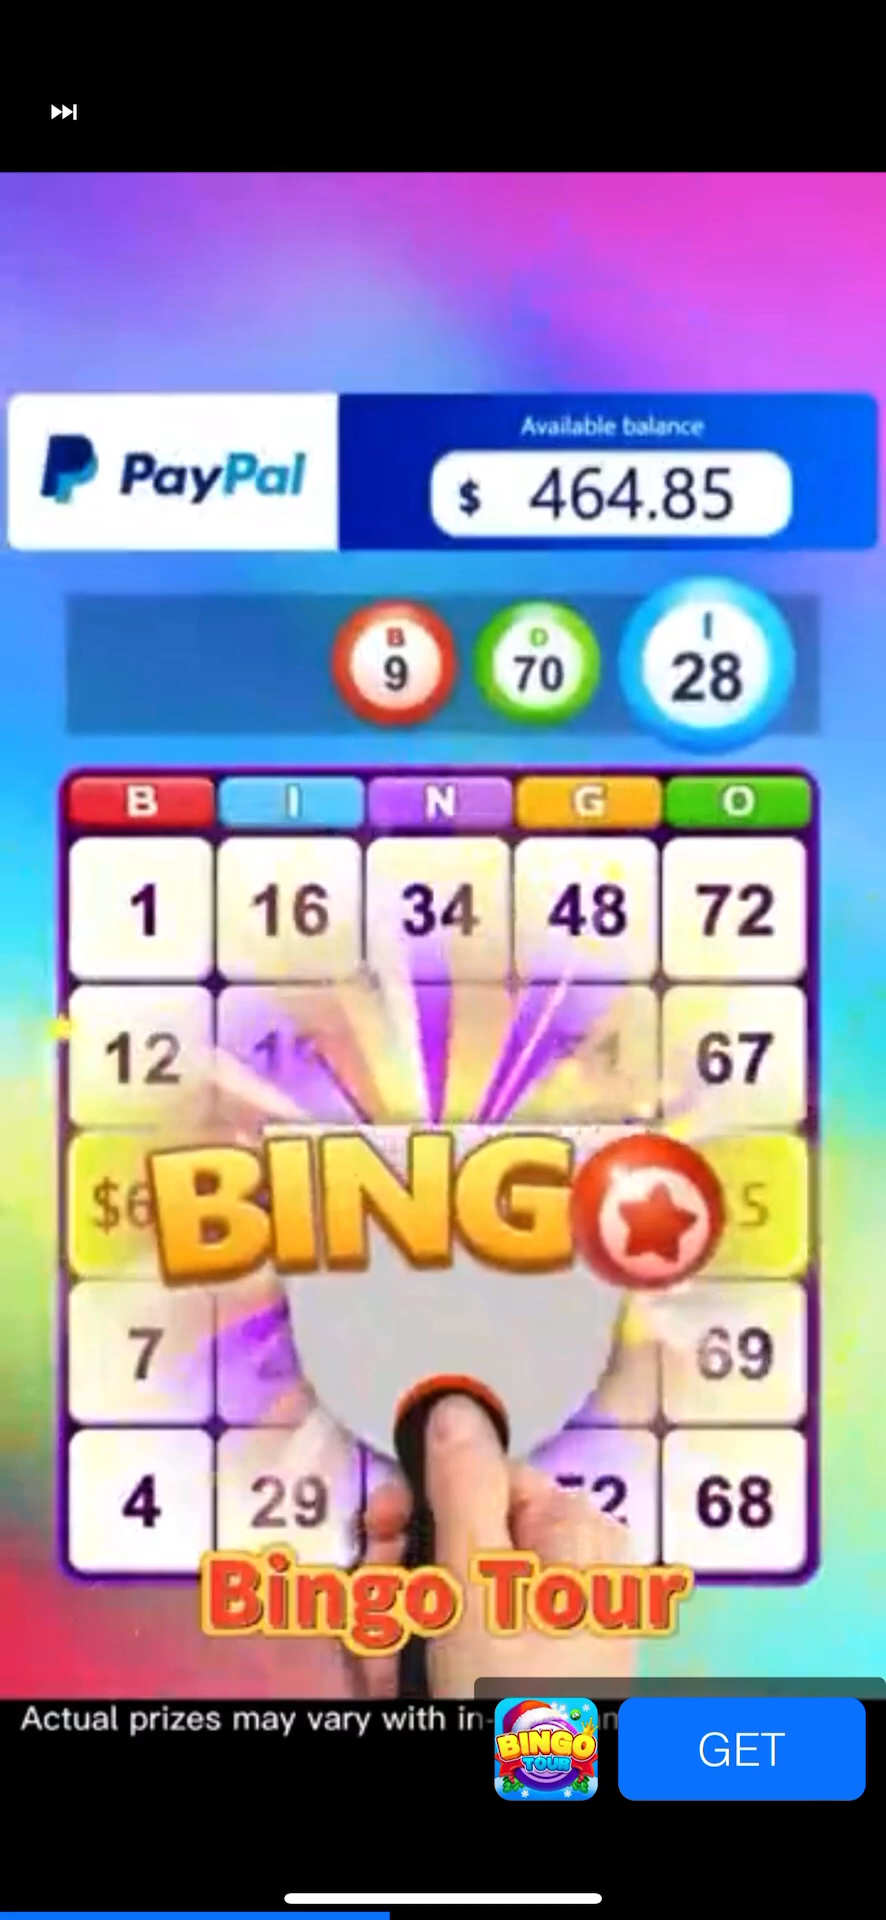 PayPal
Available balance
$ 464.85
B
9
O
70
I
28
B I N G O
1 16 34 48 72
12 67
BINGO
7 69
4 29 68
Bingo Tour
Actual prizes may vary with in-
BINGO
TOUR
GET